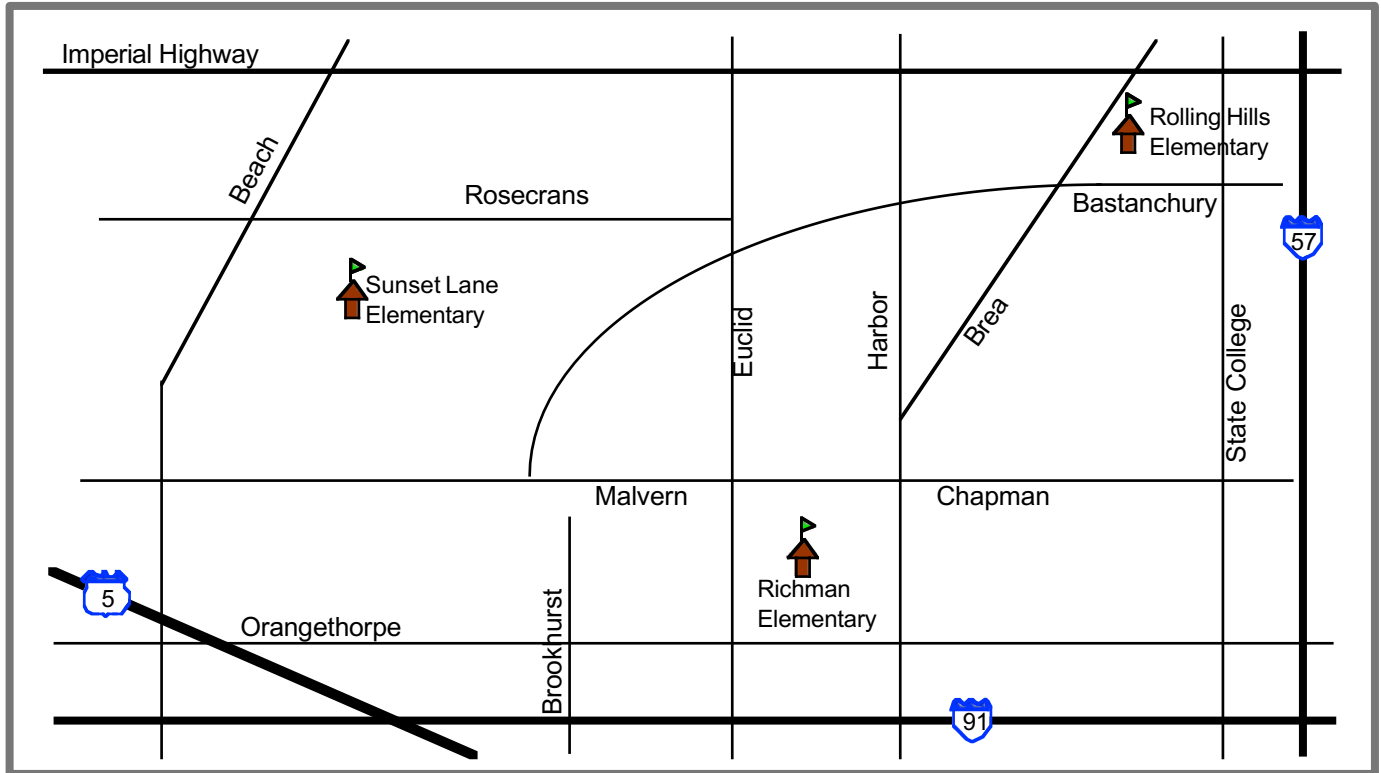 Imperial Highway
Beach
Rosecrans
Rolling Hills
Elementary
Bastanchury
57
Sunset Lane
Elementary
Euclid
Harbor
Brea
State College
Malvern
Chapman
Richman
Elementary
5
Orangethorpe
Brookhurst
91